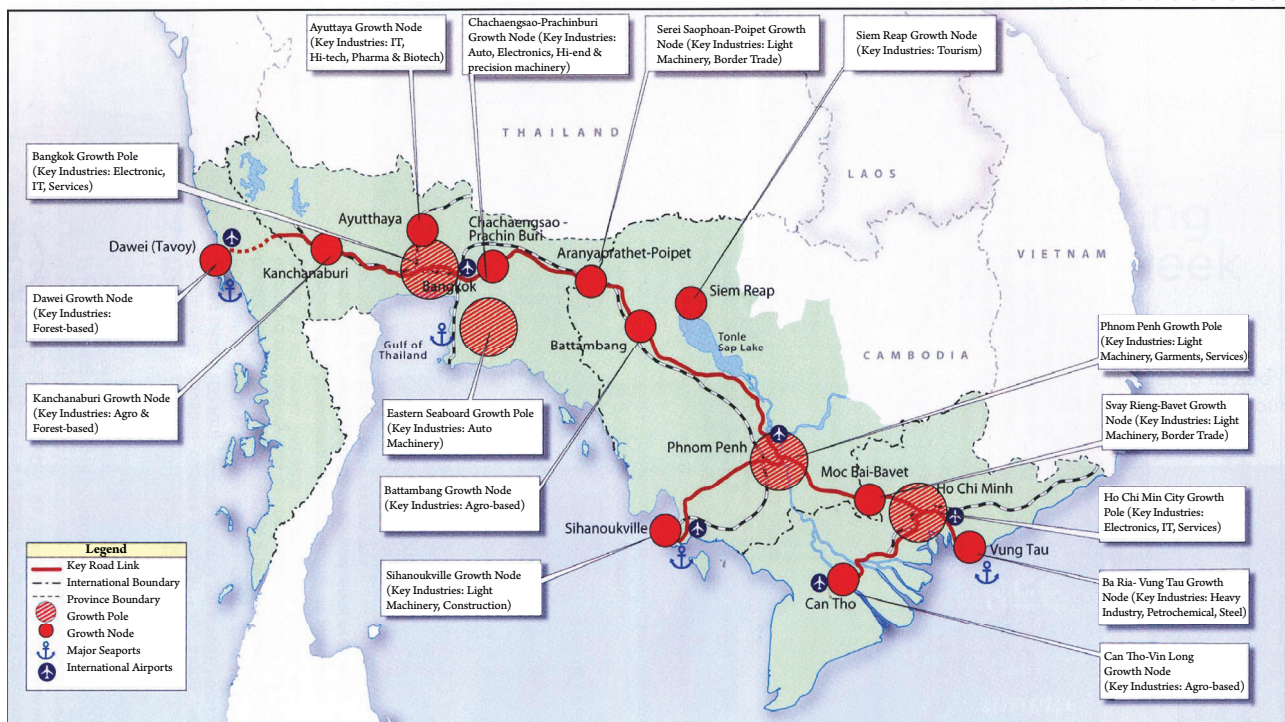 Ayuttaya Growth Node
(Key Industries: IT,
Hi-tech, Pharma & Biotech)
Chachaengsao-Prachinburi
Growth Node (Key Industries:
Auto, Electronics, Hi-end &
precision machinery)
Serei Saophoan-Poipet Growth
Node (Key Industries: Light
Machinery, Border Trade)
Siem Reap Growth Node
(Key Industries: Tourism)
THAILAND
LAOS
VIETNAM
CAMBODIA
Bangkok Growth Pole
(Key Industries: Electronic,
IT, Services)
Ayutthaya
Chachaengsao -
Prachin Buri
Dawei (Tavoy)
Kanchanaburi
Bangkok
Aranyaprathet-Poipet
Siem Reap
Dawei Growth Node
(Key Industries:
Forest-based)
Gulf of
Thailand
Battambang
Tonle
Sap Lake
Phnom Penh Growth Pole
(Key Industries: Light
Machinery, Garments, Services)
Kanchanaburi Growth Node
(Key Industries: Agro &
Forest-based)
Eastern Seaboard Growth Pole
(Key Industries: Auto
Machinery)
Svay Rieng-Bavet Growth
Node (Key Industries: Light
Machinery, Border Trade)
Phnom Penh
Moc Bai-Bavet
Ho Chi Minh
Battambang Growth Node
(Key Industries: Agro-based)
Ho Chi Min City Growth
Pole (Key Industries:
Electronics, IT, Services)
Sihanoukville
Vung Tau
Can Tho
Sihanoukville Growth Node
(Key Industries: Light
Machinery, Construction)
Ba Ria- Vung Tau Growth
Node (Key Industries: Heavy
Industry, Petrochemical, Steel)
Can Tho-Vin Long
Growth Node
(Key Industries: Agro-based)
Legend
Key Road Link
International Boundary
Province Boundary
Growth Pole
Growth Node
Major Seaports
International Airports